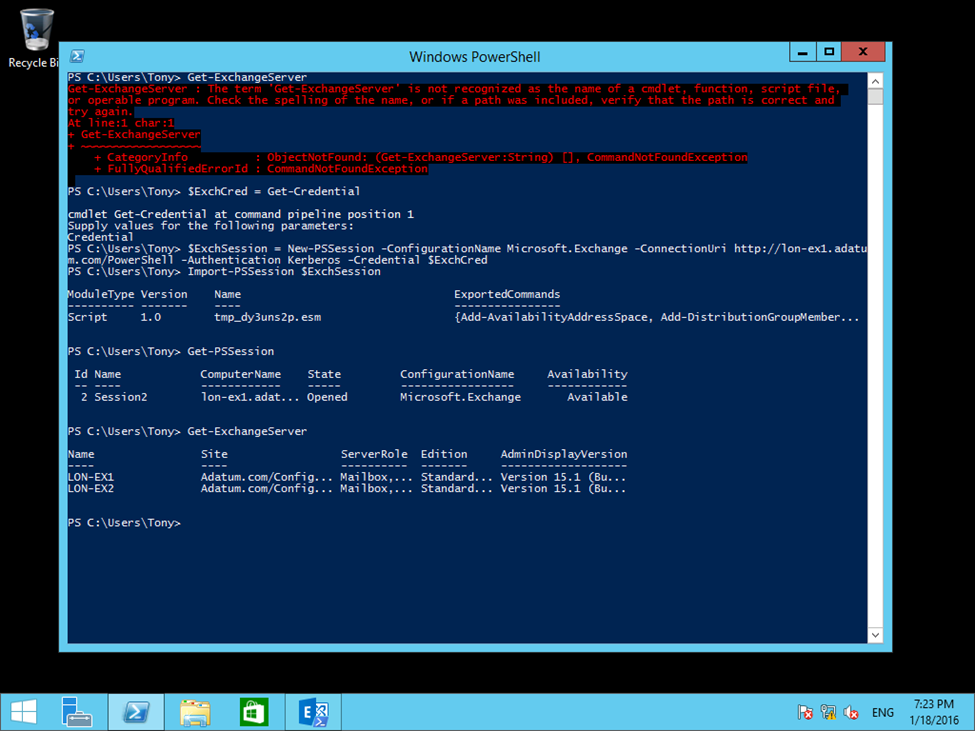 Recycle Bi
Windows PowerShell
PS C:\Users\Tony> Get-ExchangeServer
Get-ExchangeServer : The term 'Get-ExchangeServer' is not recognized as the name of a cmdlet, function, script file,
or operable program. Check the spelling of the name, or if a path was included, verify that the path is correct and
try again.
At line:1 char:1
+ Get-ExchangeServer
+ ~~~~~~~~~~~~~~~~~~
    + CategoryInfo          : ObjectNotFound: (Get-ExchangeServer:String) [], CommandNotFoundException
    + FullyQualifiedErrorId : CommandNotFoundException
PS C:\Users\Tony> $ExchCred = Get-Credential
cmdlet Get-Credential at command pipeline position 1
Supply values for the following parameters:
Credential
PS C:\Users\Tony> $ExchSession = New-PSSession -ConfigurationName Microsoft.Exchange -ConnectionUri http://lon-ex1.adatu
m.com/PowerShell -Authentication Kerberos -Credential $ExchCred
PS C:\Users\Tony> Import-PSSession $ExchSession
ModuleType Version    Name                                ExportedCommands
---------- -------    ----                                ----------------
Script     1.0        tmp_dy3uns2p.esm                    {Add-AvailabilityAddressSpace, Add-DistributionGroupMember...
PS C:\Users\Tony> Get-PSSession
 Id Name            ComputerName    State         ConfigurationName     Availability
 -- ----            ------------    -----         -----------------     ------------
  2 Session2        lon-ex1.adat... Opened        Microsoft.Exchange       Available
PS C:\Users\Tony> Get-ExchangeServer
Name                Site                 ServerRole  Edition     AdminDisplayVersion
----                ----                 ----------  -------     -------------------
LON-EX1             Adatum.com/Config... Mailbox,... Standard... Version 15.1 (Bu...
LON-EX2             Adatum.com/Config... Mailbox,... Standard... Version 15.1 (Bu...
PS C:\Users\Tony>
ENG
7:23 PM
1/18/2016